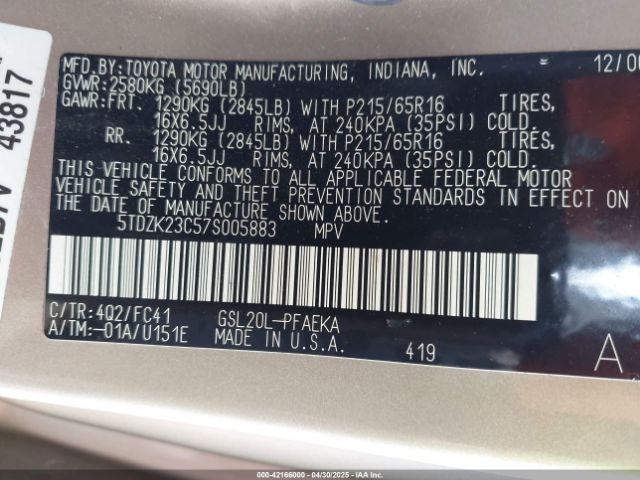 43817
MFD. BY: TOYOTA MOTOR MANUFACTURING, INDIANA, INC. 12/0
GVWR: 2580KG (5690LB)
GAWR: FRT. 1290KG (2845LB) WITH P215/65R16 TIRES,
16X6.5JJ RIMS, AT 240KPA (35PSI) COLD.
RR. 1290KG (2845LB) WITH P215/65R16 TIRES,
16X6.5JJ RIMS, AT 240KPA (35PSI) COLD.
THIS VEHICLE CONFORMS TO ALL APPLICABLE FEDERAL MOTOR
VEHICLE SAFETY AND THEFT PREVENTION STANDARDS IN EFFECT ON
THE DATE OF MANUFACTURE SHOWN ABOVE.
5TDZK23C57S005883 MPV
C/TR: 4Q2/FC41 GSL20L-PFAEKA
A/TM: -01A/U151E MADE IN U.S.A. 419
A
000-42166000 - 04/30/2025 - IAA Inc.